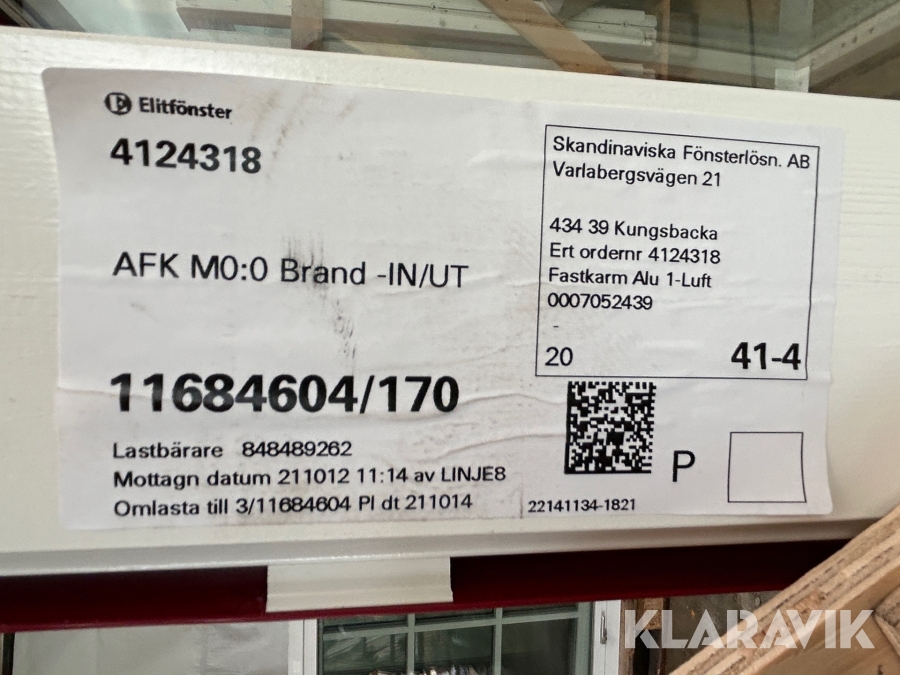 Elitfönster
4124318
AFK M0:0 Brand -IN/UT
11684604/170
Lastbärare 848489262
Mottagn datum 211012 11:14 av LINJE8
Omlasta till 3/11684604 Pl dt 211014
Skandinaviska Fönsterlösn. AB
Varlabergsvägen 21
434 39 Kungsbacka
Ert ordernr 4124318
Fastkarm Alu 1-Luft
0007052439
-
20 41-4
P
22141134-1821
KLARAVIK